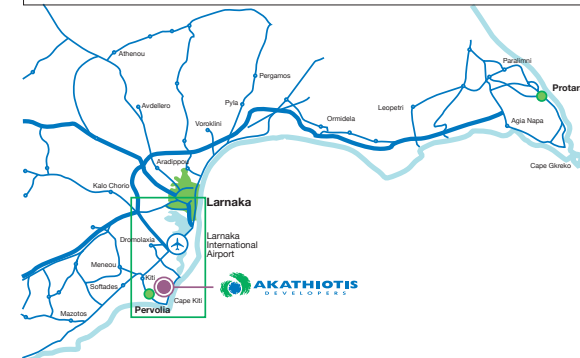 Athenou
Pergamos
Paralimni
Protar
Avdellero
Pyla
Leopetri
Ormidela
Voroklini
Agia Napa
Aradippou
Cape Gkreko
Kalo Chorio
Larnaka
Dromolaxia
Larnaka
International
Airport
Meneou
Kiti
Softades
AKATHIOTIS
DEVELOPERS
Cape Kiti
Pervolia
Mazotos